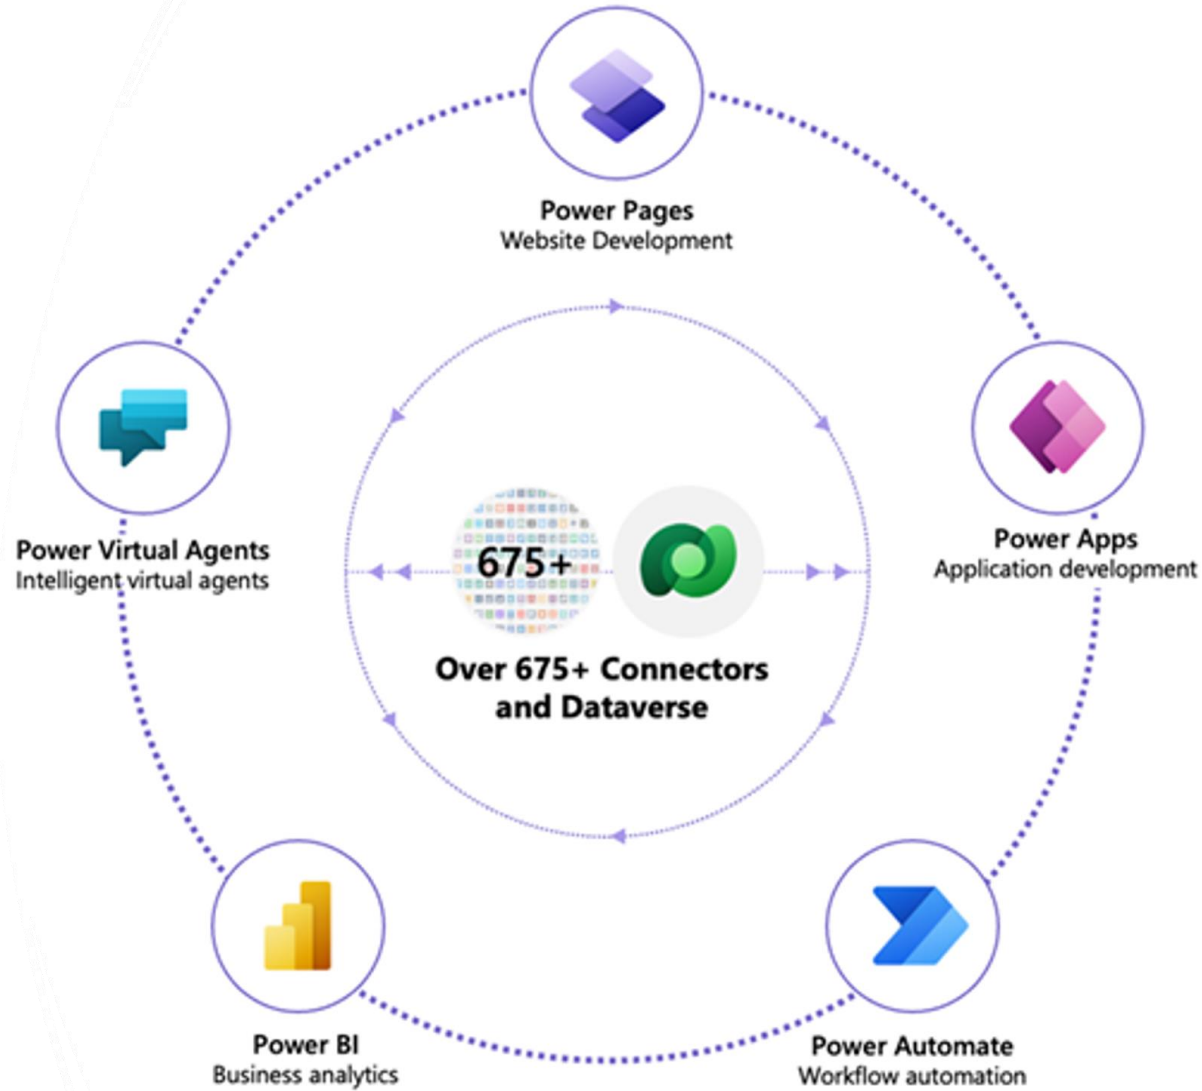 Power Pages
Website Development
Power Virtual Agents
Intelligent virtual agents
Power Apps
Application development
675+
Over 675+ Connectors
and Dataverse
Power BI
Business analytics
Power Automate
Workflow automation